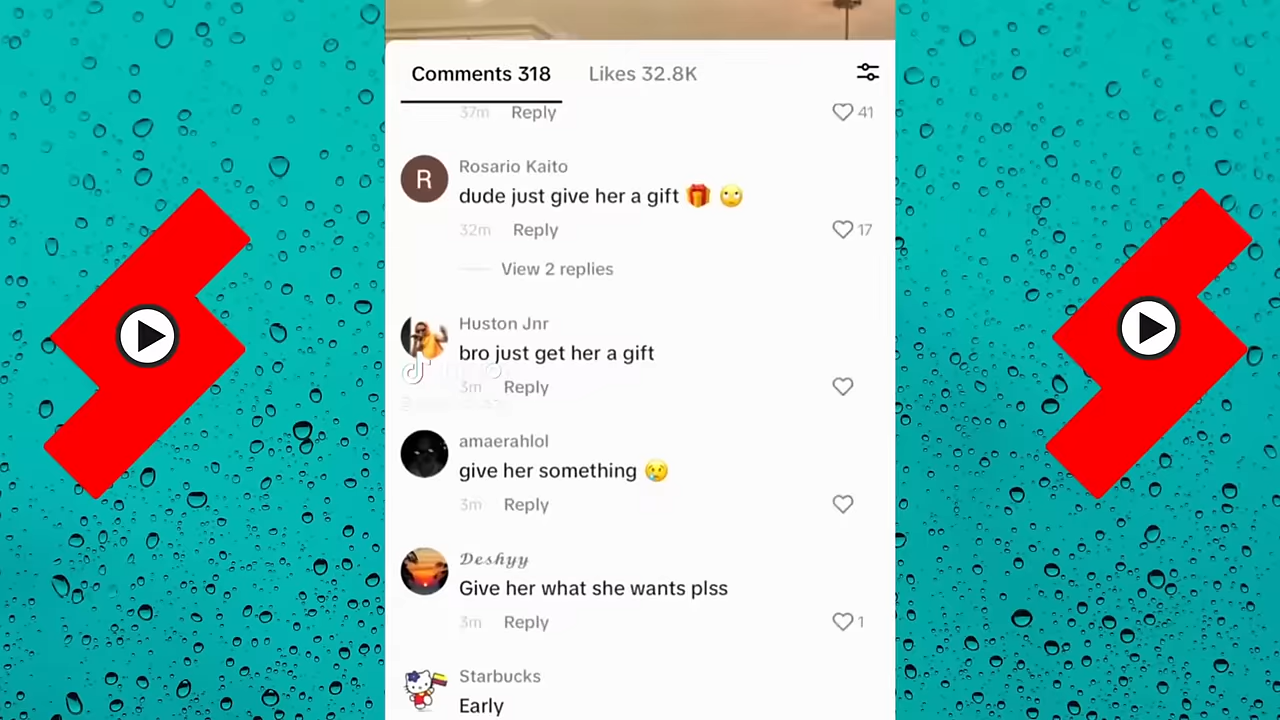 Comments 318
Likes 32.8K
37m Reply 41
R
Rosario Kaito
dude just give her a gift 🎁 🙄
32m Reply 17
View 2 replies
Huston Jnr
bro just get her a gift
3m Reply
amaerahlol
give her something 😢
3m Reply
𝓓𝓮𝓼𝓱𝔂𝔂
Give her what she wants plss
3m Reply 1
Starbucks
Early